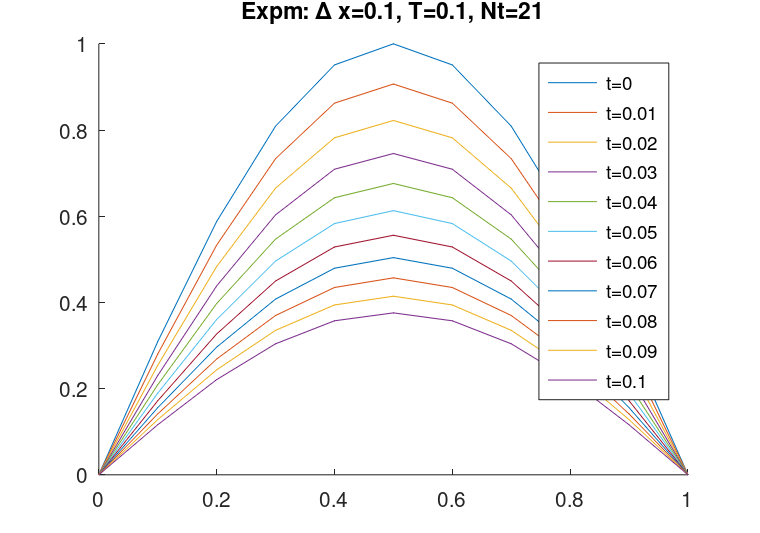 Expm: Δ x=0.1, T=0.1, Nt=21
1
0.8
0.6
0.4
0.2
0
0 0.2 0.4 0.6 0.8 1
t=0
t=0.01
t=0.02
t=0.03
t=0.04
t=0.05
t=0.06
t=0.07
t=0.08
t=0.09
t=0.1